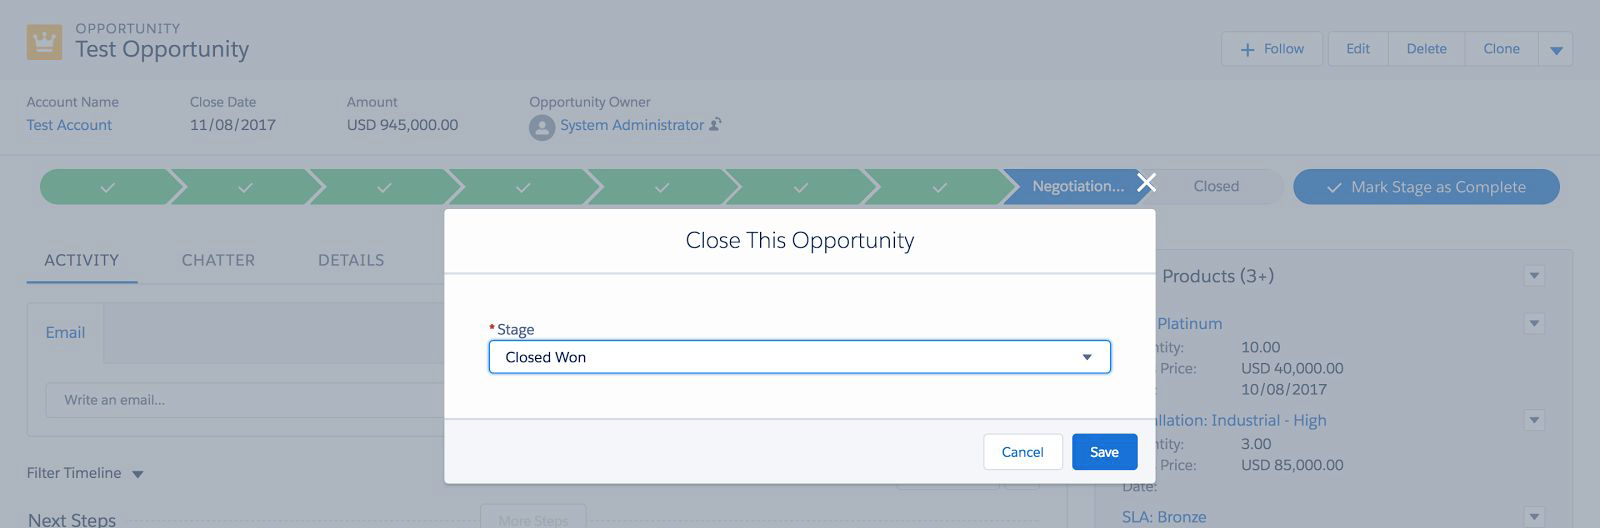 OPPORTUNITY
Test Opportunity
Follow
Edit
Delete
Clone
Account Name
Close Date
Amount
Opportunity Owner
Test Account
11/08/2017
USD 945,000.00
System Administrator
Negotiation...
Closed
Mark Stage as Complete
Close This Opportunity
* Stage
Closed Won
Cancel
Save
ACTIVITY
CHATTER
DETAILS
Email
Write an email...
Filter Timeline
Next Steps
More Steps
Products (3+)
Platinum
10.00
Price:
USD 40,000.00
10/08/2017
Industrial - High
3.00
Price:
USD 85,000.00
Date:
SLA: Bronze